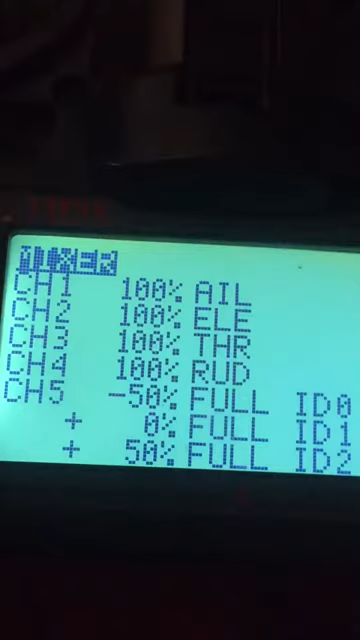 MIXER
CH1 100% AIL
CH2 100% ELE
CH3 100% THR
CH4 100% RUD
CH5 -50% FULL ID0
+ 0% FULL ID1
+ 50% FULL ID2